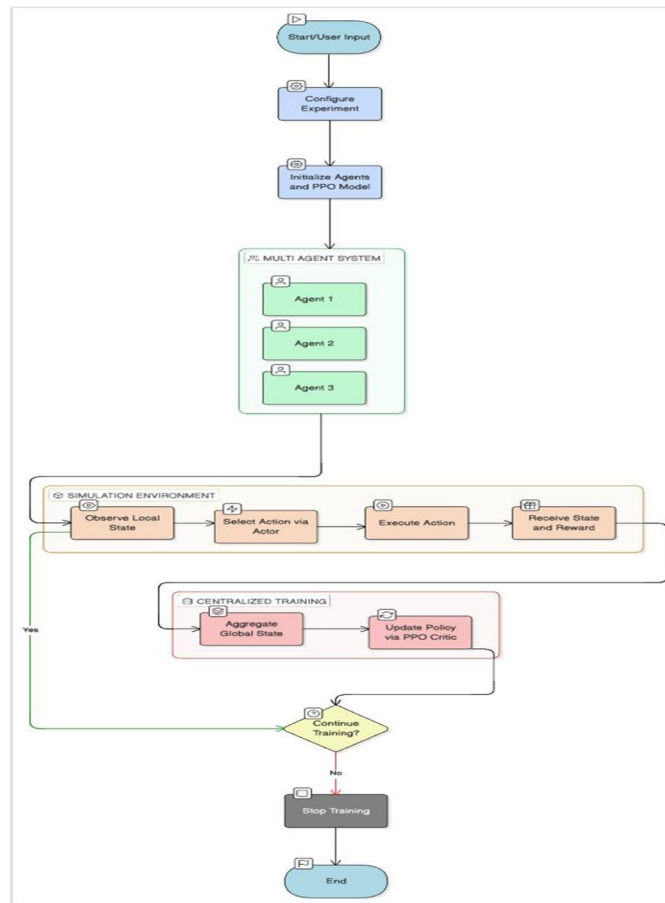 Start/User Input
Configure
Experiment
Initialize Agents
and PPO Model
MULTI AGENT SYSTEM
Agent 1
Agent 2
Agent 3
SIMULATION ENVIRONMENT
Observe Local
State
Select Action via
Actor
Execute Action
Receive State
and Reward
CENTRALIZED TRAINING
Aggregate
Global State
Update Policy
via PPO Critic
Yes
Continue
Training?
No
Stop Training
End